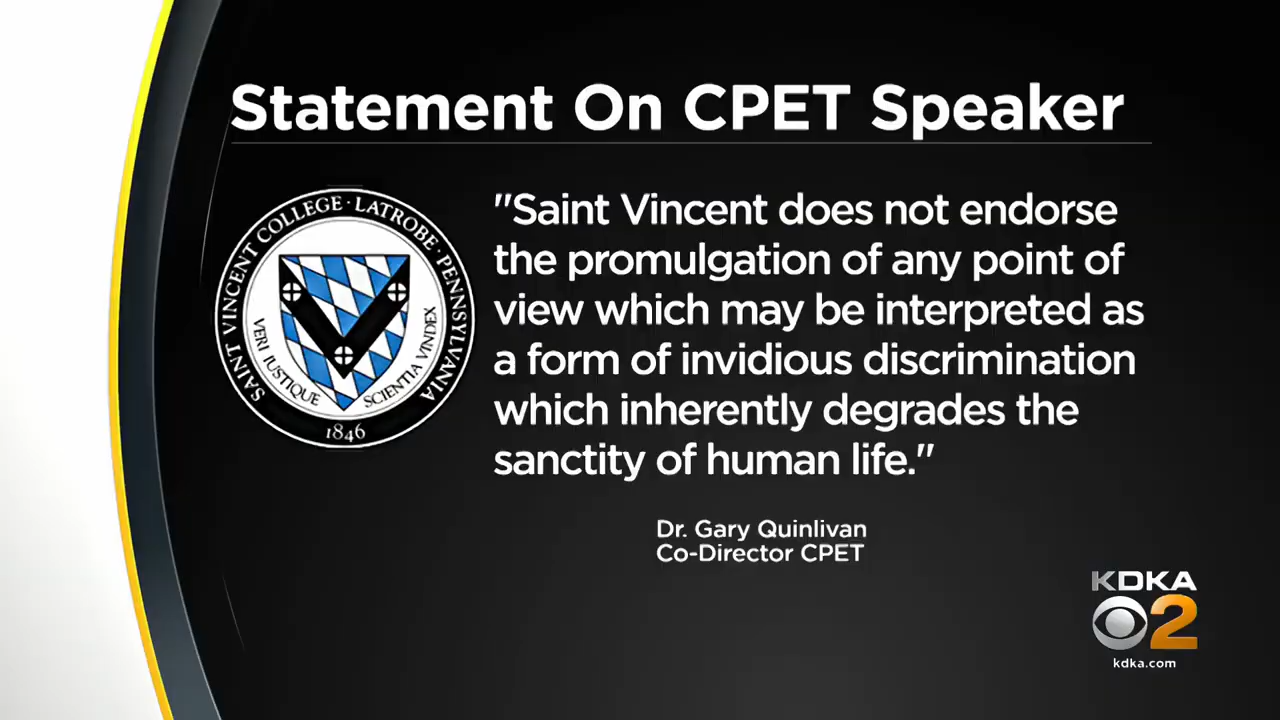 Statement On CPET Speaker
SAINT VINCENT COLLEGE · LATROBE · PENNSYLVANIA
VERI IUSTIQUE SCIENTIA VINDEX
1846
"Saint Vincent does not endorse
the promulgation of any point of
view which may be interpreted as
a form of invidious discrimination
which inherently degrades the
sanctity of human life."
Dr. Gary Quinlivan
Co-Director CPET
KDKA
2
kdka.com